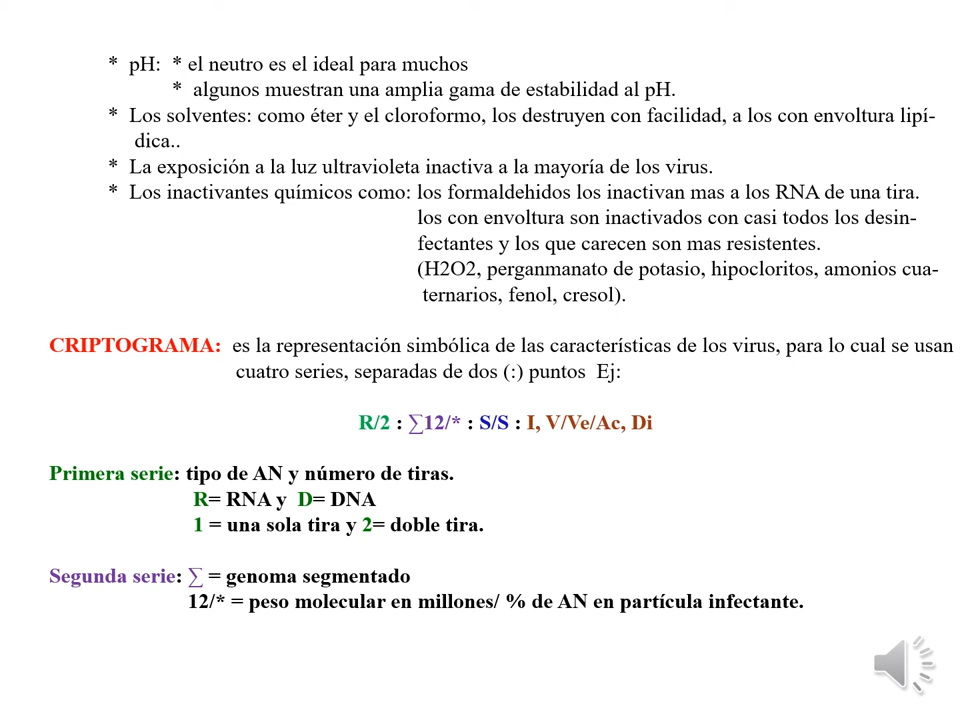 * pH: * el neutro es el ideal para muchos
* algunos muestran una amplia gama de estabilidad al pH.
* Los solventes: como éter y el cloroformo, los destruyen con facilidad, a los con envoltura lipí-
dica..
* La exposición a la luz ultravioleta inactiva a la mayoría de los virus.
* Los inactivantes químicos como: los formaldehidos los inactivan mas a los RNA de una tira.
los con envoltura son inactivados con casi todos los desin-
fectantes y los que carecen son mas resistentes.
(H2O2, perganmanato de potasio, hipocloritos, amonios cua-
ternarios, fenol, cresol).
CRIPTOGRAMA: es la representación simbólica de las características de los virus, para lo cual se usan
cuatro series, separadas de dos (:) puntos Ej:
R/2 : ∑12/* : S/S : I, V/Ve/Ac, Di
Primera serie: tipo de AN y número de tiras.
R= RNA y D= DNA
1 = una sola tira y 2= doble tira.
Segunda serie: ∑ = genoma segmentado
12/* = peso molecular en millones/ % de AN en partícula infectante.